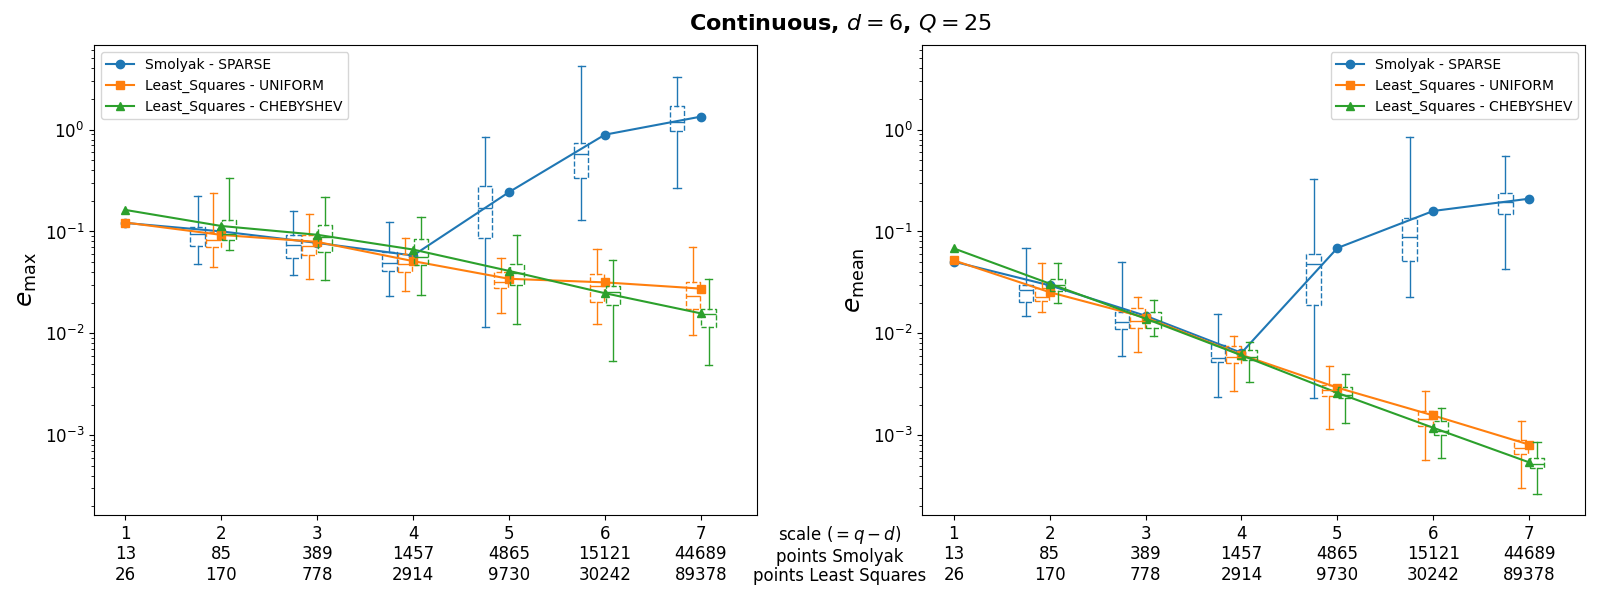 Continuous, d = 6, Q = 25
Smolyak - SPARSE
Least_Squares - UNIFORM
Least_Squares - CHEBYSHEV
10⁰
10⁻¹
10⁻²
10⁻³
e_max
1 2 3 4 5 6 7
13 85 389 1457 4865 15121 44689
26 170 778 2914 9730 30242 89378
scale (= q − d)
points Smolyak
points Least Squares
Smolyak - SPARSE
Least_Squares - UNIFORM
Least_Squares - CHEBYSHEV
10⁰
10⁻¹
10⁻²
10⁻³
e_mean
1 2 3 4 5 6 7
13 85 389 1457 4865 15121 44689
26 170 778 2914 9730 30242 89378